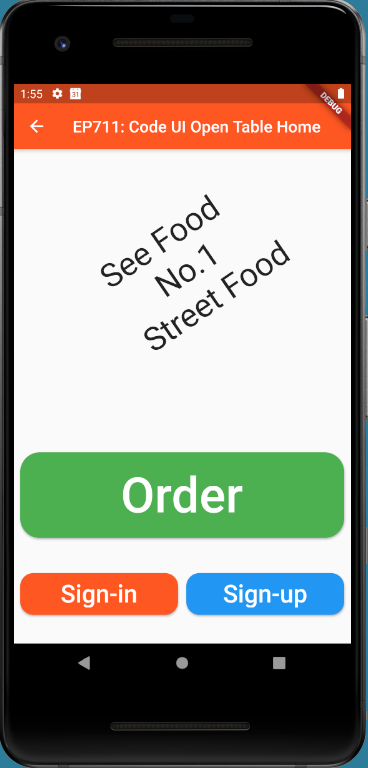 1:55
31
DEBUG
EP711: Code UI Open Table Home
See Food
No.1
Street Food
Order
Sign-in
Sign-up